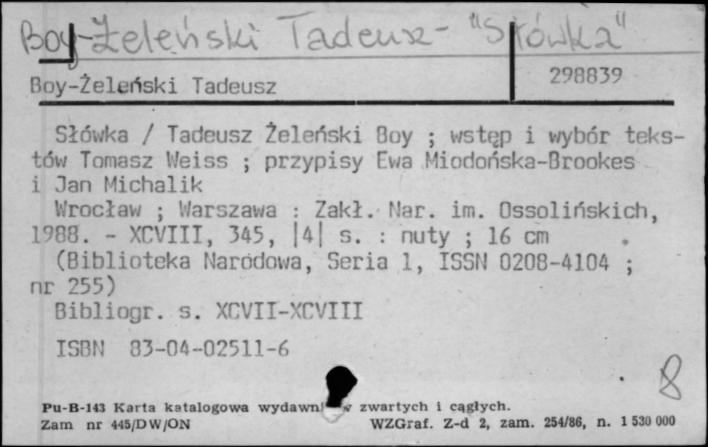 Boy-Żeleński Tadeusz - "Słówka"
Boy-Żeleński Tadeusz
298839
Słówka / Tadeusz Żeleński Boy ; wstęp i wybór teks-
tów Tomasz Weiss ; przypisy Ewa Miodońska-Brookes
i Jan Michalik
Wrocław ; Warszawa : Zakł. Nar. im. Ossolińskich,
1988. - XCVIII, 345, |4| s. : nuty ; 16 cm
(Biblioteka Narodowa, Seria 1, ISSN 0208-4104 ;
nr 255)
Bibliogr. s. XCVII-XCVIII
ISBN 83-04-02511-6
8
Pu-B-143 Karta katalogowa zwartych i ciągłych.
Zam nr 445/DW/ON WZGraf. Z-d 2, zam. 254/86, n. 1 530 000